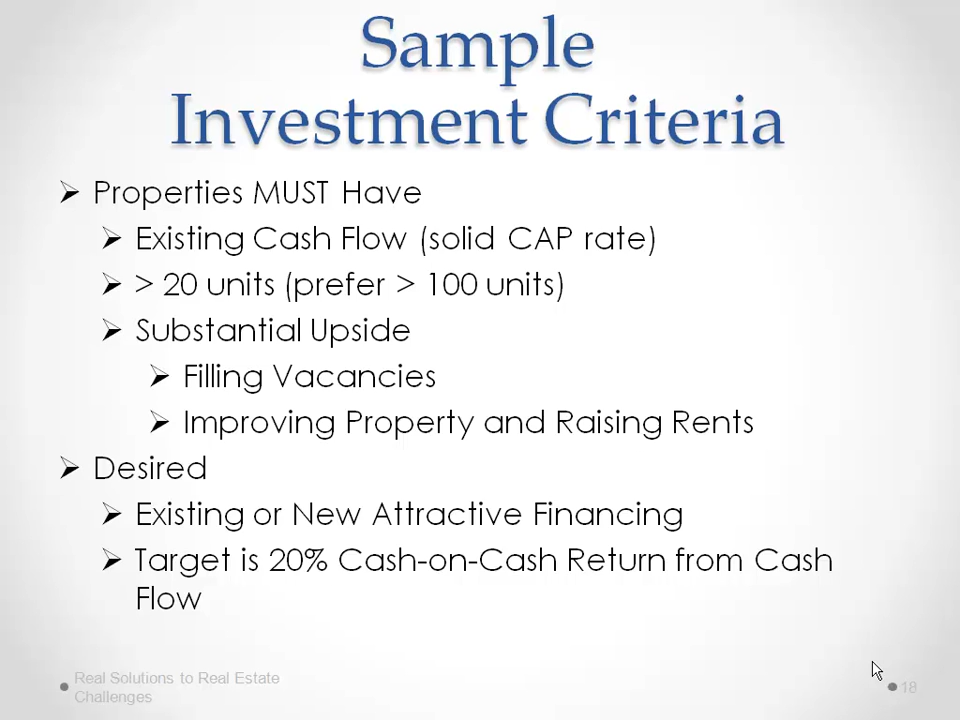 Sample
Investment Criteria
Properties MUST Have
Existing Cash Flow (solid CAP rate)
> 20 units (prefer > 100 units)
Substantial Upside
Filling Vacancies
Improving Property and Raising Rents
Desired
Existing or New Attractive Financing
Target is 20% Cash-on-Cash Return from Cash
Flow
Real Solutions to Real Estate
Challenges
18